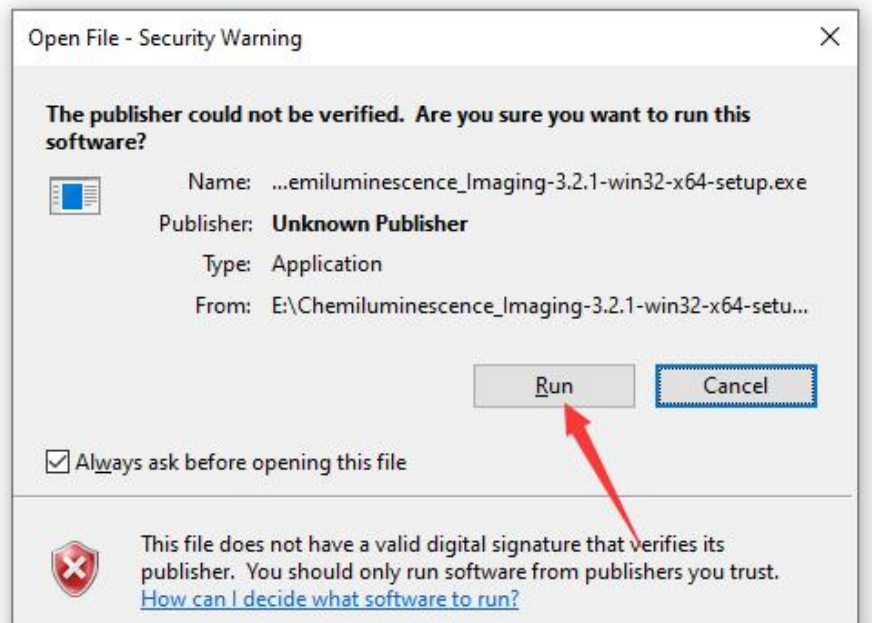 Open File - Security Warning
The publisher could not be verified.  Are you sure you want to run this
software?
Name: ...emiluminescence_Imaging-3.2.1-win32-x64-setup.exe
Publisher: Unknown Publisher
Type: Application
From: E:\Chemiluminescence_Imaging-3.2.1-win32-x64-setu...
Run Cancel
Always ask before opening this file
This file does not have a valid digital signature that verifies its
publisher.  You should only run software from publishers you trust.
How can I decide what software to run?